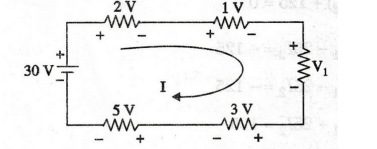 2 V 1 V
+ − + −
+ +
30 V V₁
− I −
5 V 3 V
− + − +